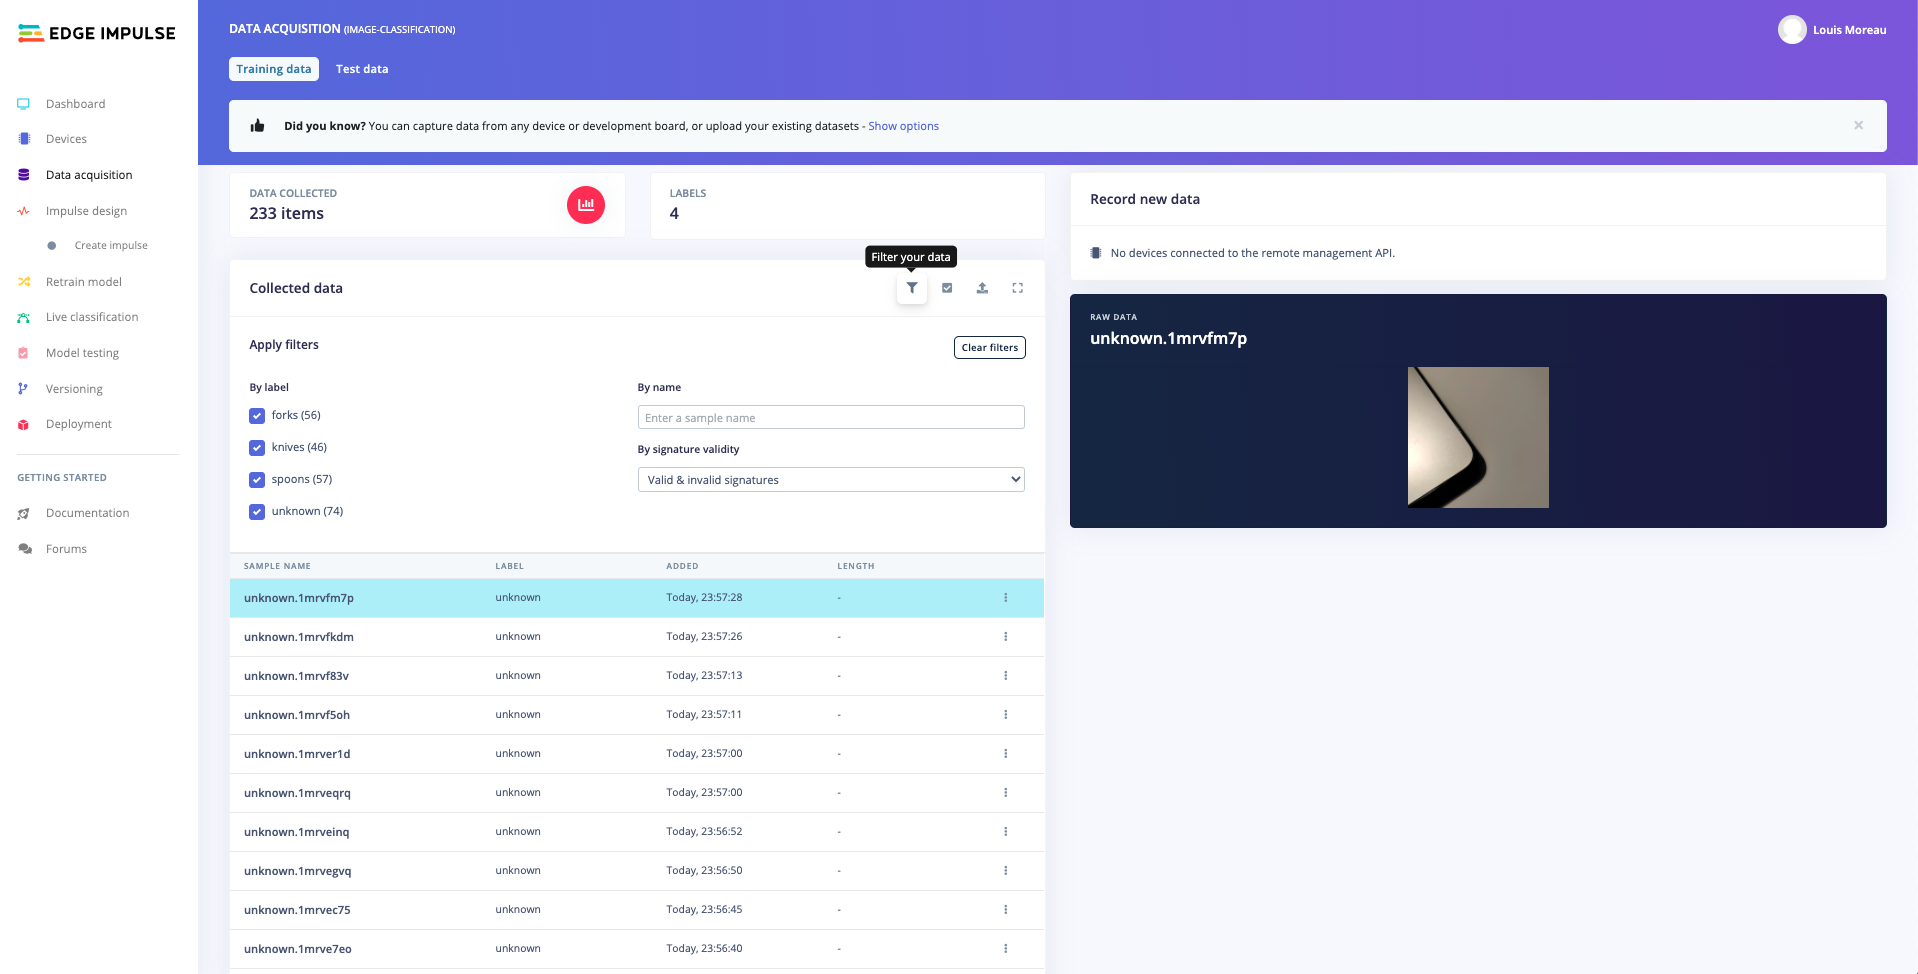 EDGE IMPULSE
Dashboard
Devices
Data acquisition
Impulse design
Create impulse
Retrain model
Live classification
Model testing
Versioning
Deployment
GETTING STARTED
Documentation
Forums
DATA ACQUISITION (IMAGE-CLASSIFICATION)
Louis Moreau
Training data Test data
Did you know? You can capture data from any device or development board, or upload your existing datasets - Show options
×
DATA COLLECTED
233 items
LABELS
4
Filter your data
Collected data
Apply filters
Clear filters
By label
forks (56)
knives (46)
spoons (57)
unknown (74)
By name
Enter a sample name
By signature validity
Valid & invalid signatures
SAMPLE NAME LABEL ADDED LENGTH
unknown.1mrvfm7p unknown Today, 23:57:28 -
unknown.1mrvfkdm unknown Today, 23:57:26 -
unknown.1mrvf83v unknown Today, 23:57:13 -
unknown.1mrvf5oh unknown Today, 23:57:11 -
unknown.1mrver1d unknown Today, 23:57:00 -
unknown.1mrveqrq unknown Today, 23:57:00 -
unknown.1mrveinq unknown Today, 23:56:52 -
unknown.1mrvegvq unknown Today, 23:56:50 -
unknown.1mrvec75 unknown Today, 23:56:45 -
unknown.1mrve7eo unknown Today, 23:56:40 -
Record new data
No devices connected to the remote management API.
RAW DATA
unknown.1mrvfm7p